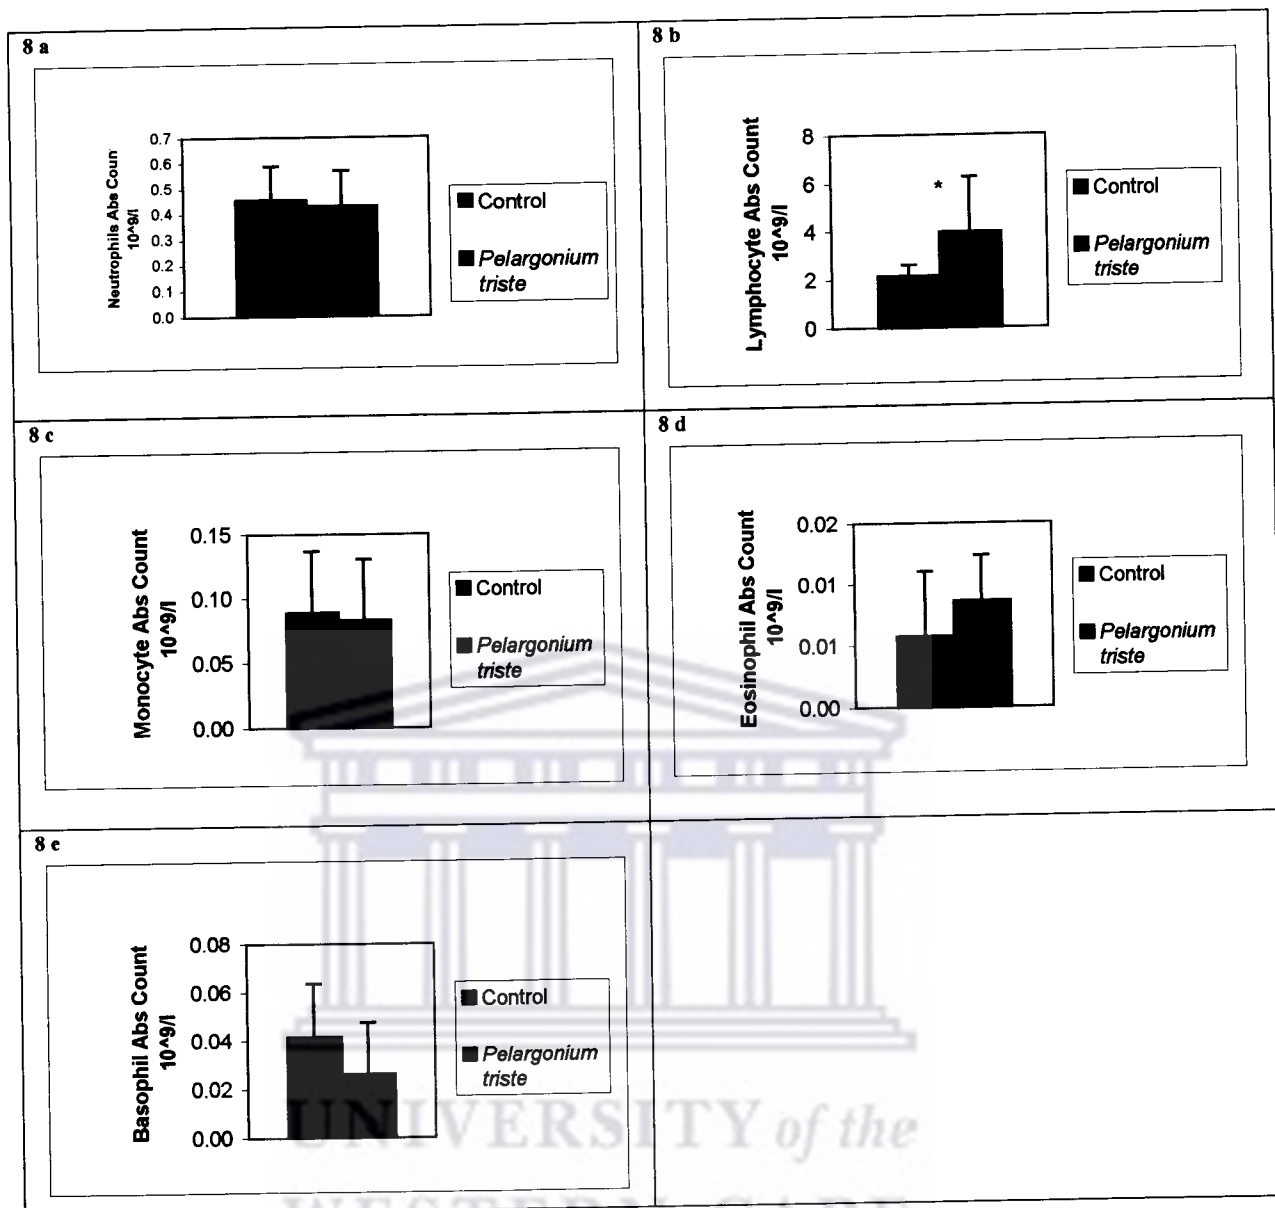 8 a
Neutrophils Abs Coun
10^9/l
0.7
0.6
0.5
0.4
0.3
0.2
0.1
0.0
Control
Pelargonium
triste
8 b
Lymphocyte Abs Count
10^9/l
8
6
4
2
0
*
Control
Pelargonium
triste
8 c
Monocyte Abs Count
10^9/l
0.15
0.10
0.05
0.00
Control
Pelargonium
triste
8 d
Eosinophil Abs Count
10^9/l
0.02
0.01
0.01
0.00
Control
Pelargonium
triste
8 e
Basophil Abs Count
10^9/l
0.08
0.06
0.04
0.02
0.00
Control
Pelargonium
triste
UNIVERSITY of the
WESTERN CAPE